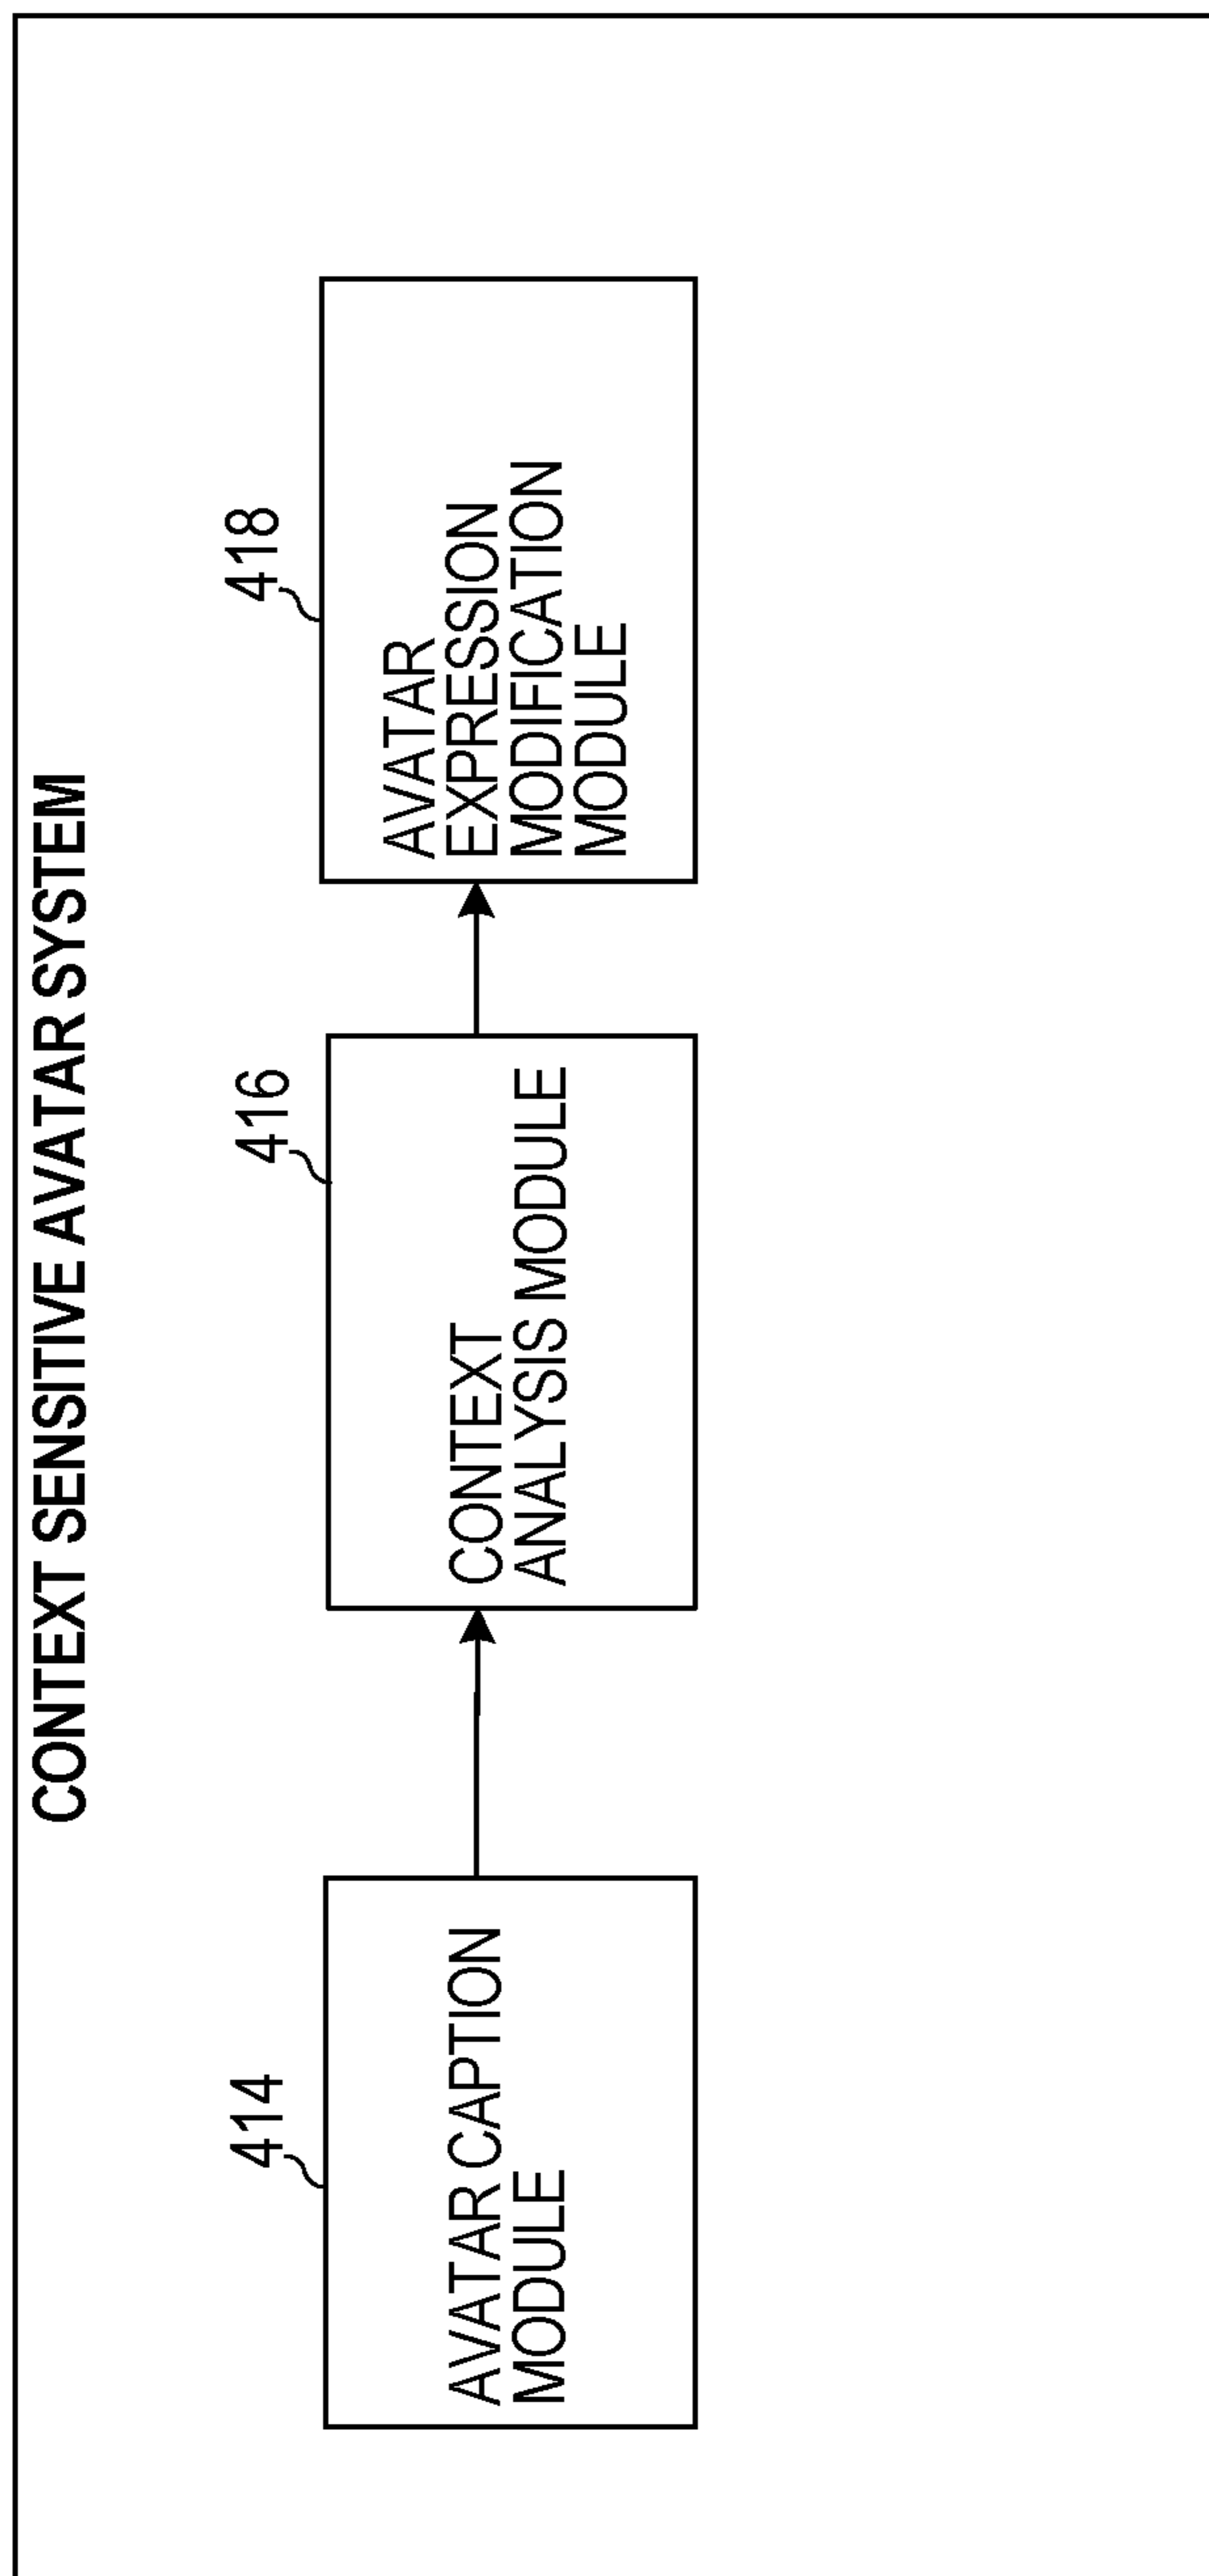 CONTEXT SENSITIVE AVATAR SYSTEM
414
AVATAR CAPTION
MODULE
416
CONTEXT
ANALYSIS MODULE
418
AVATAR
EXPRESSION
MODIFICATION
MODULE